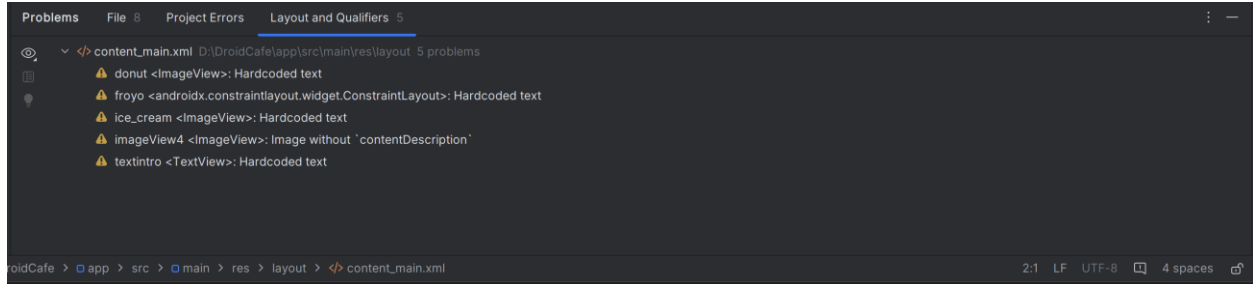 Problems File 8 Project Errors Layout and Qualifiers 5
content_main.xml D:\DroidCafe\app\src\main\res\layout 5 problems
donut <ImageView>: Hardcoded text
froyo <androidx.constraintlayout.widget.ConstraintLayout>: Hardcoded text
ice_cream <ImageView>: Hardcoded text
imageView4 <ImageView>: Image without `contentDescription`
textintro <TextView>: Hardcoded text
roidCafe > app > src > main > res > layout > content_main.xml 2:1 LF UTF-8 4 spaces